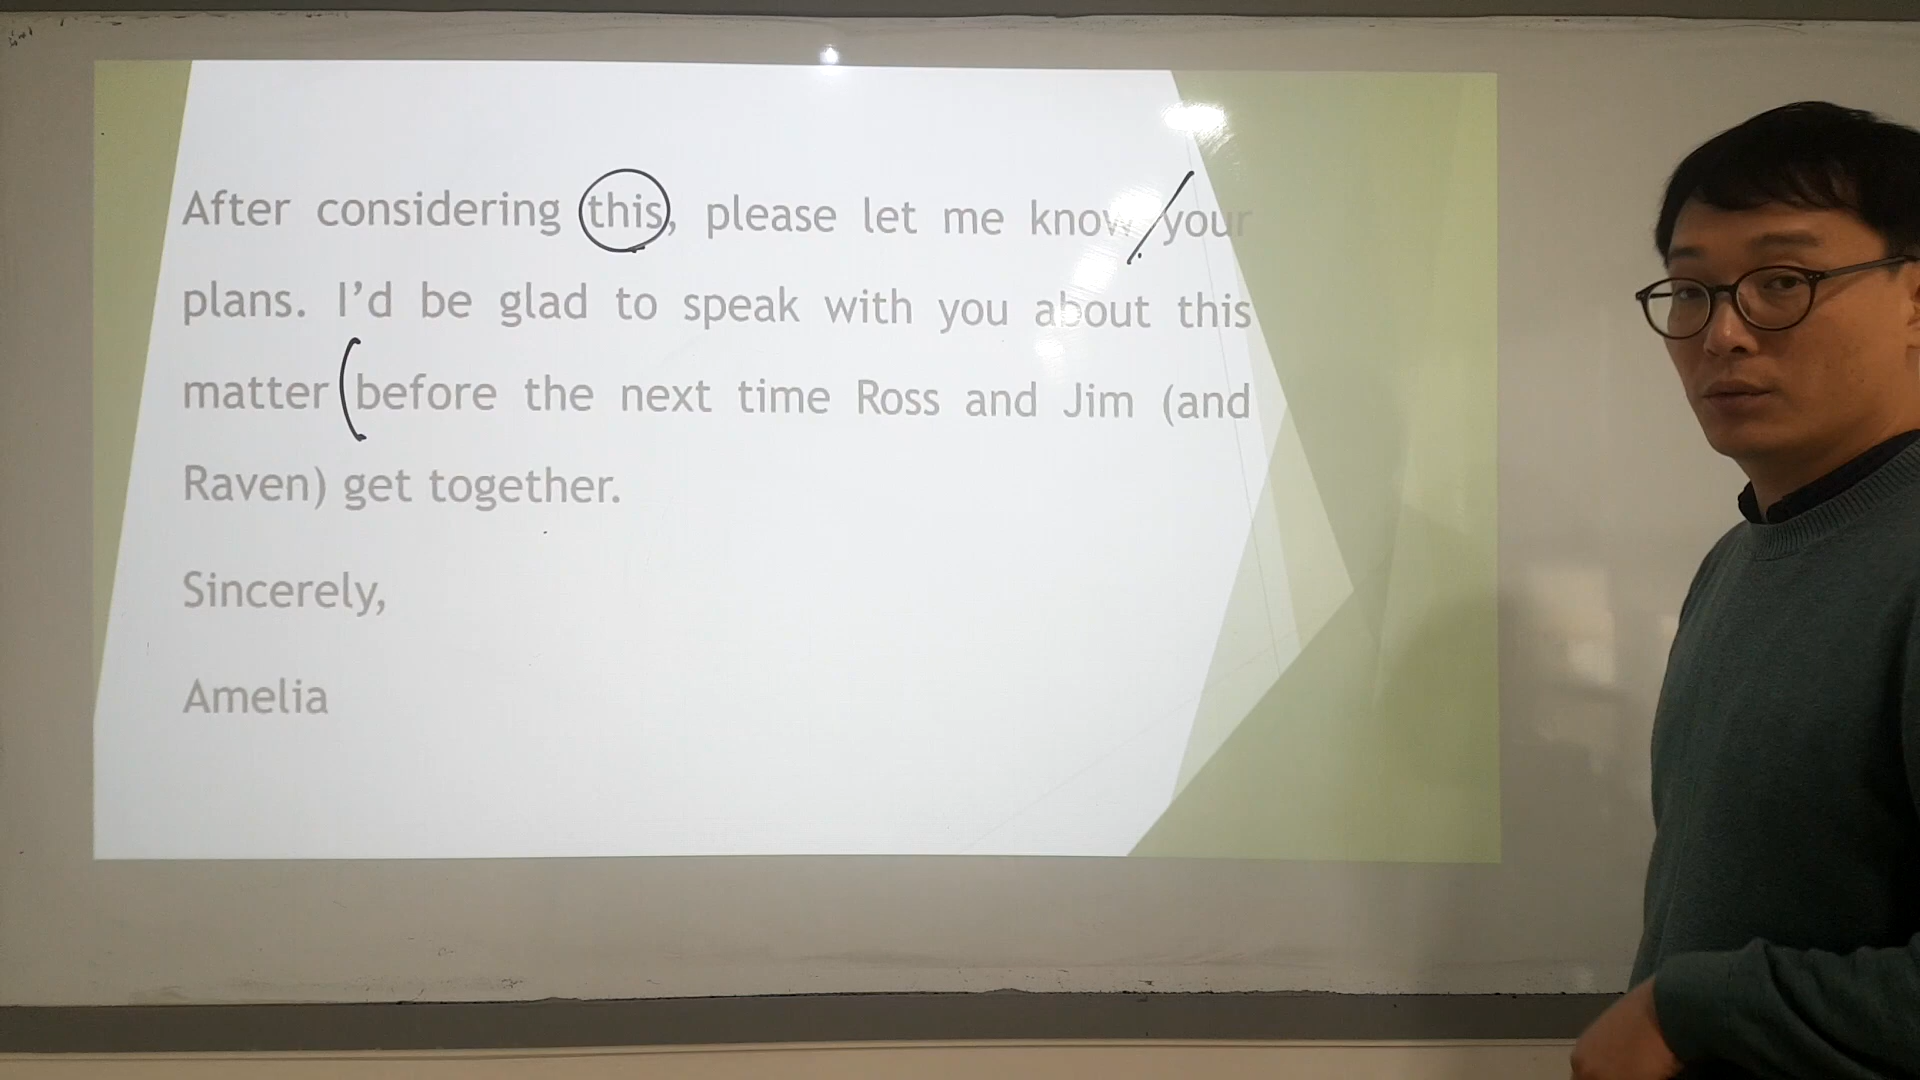 After considering this, please let me know your
plans. I’d be glad to speak with you about this
matter before the next time Ross and Jim (and
Raven) get together.
Sincerely,
Amelia